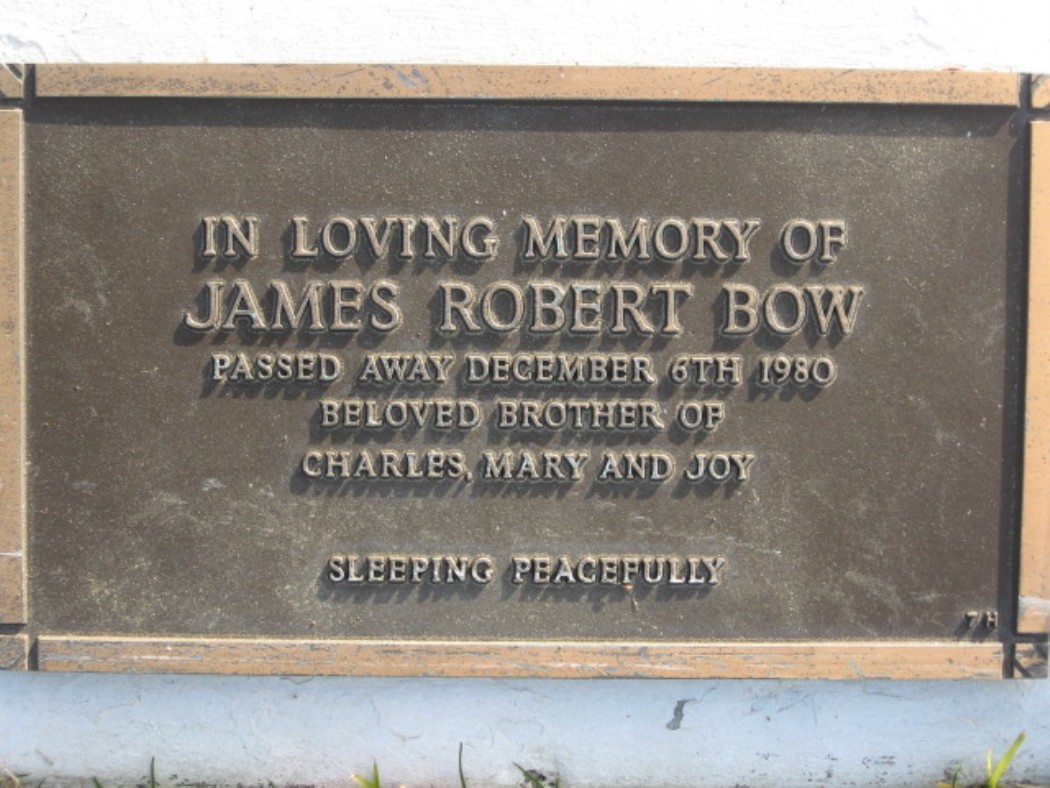 IN LOVING MEMORY OF
JAMES ROBERT BOW
PASSED AWAY DECEMBER 6TH 1980
BELOVED BROTHER OF
CHARLES, MARY AND JOY
SLEEPING PEACEFULLY
7H